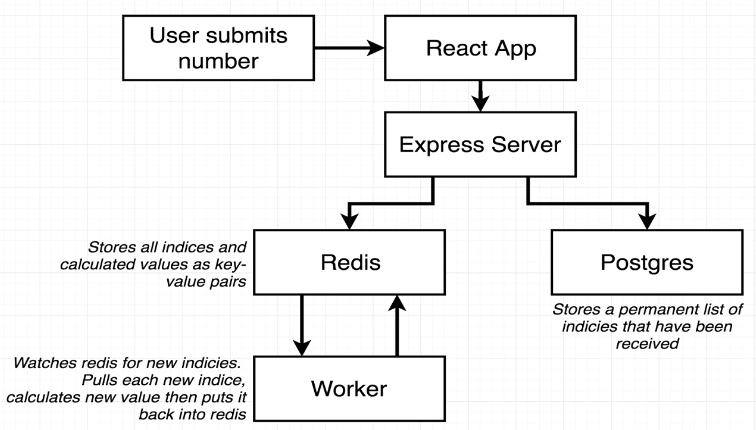 User submits
number
React App
Express Server
Stores all indices and
calculated values as key-
value pairs
Redis
Postgres
Stores a permanent list of
indicies that have been
received
Watches redis for new indicies.
Pulls each new indice,
calculates new value then puts it
back into redis
Worker